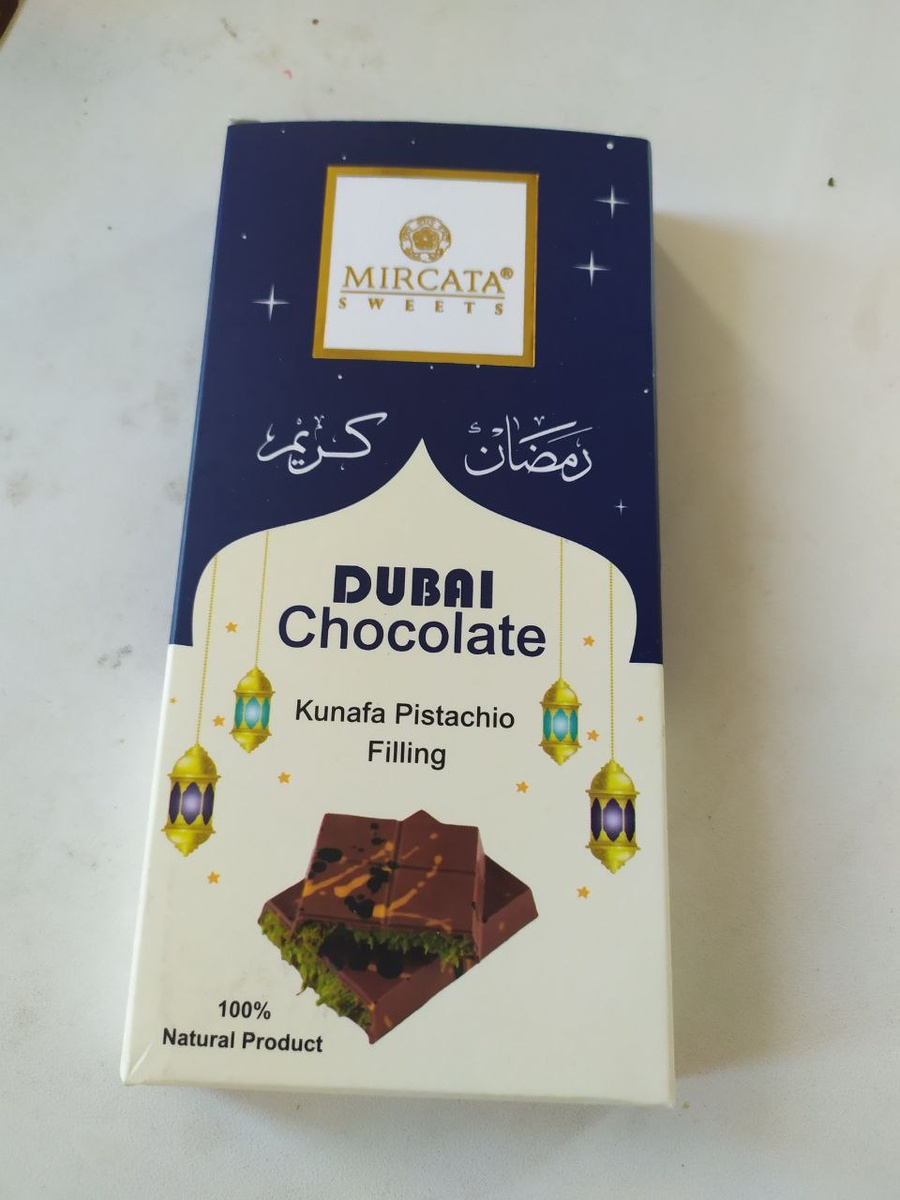 MIRCATA®
SWEETS
رمضان كريم
DUBAI
Chocolate
Kunafa Pistachio
Filling
100%
Natural Product